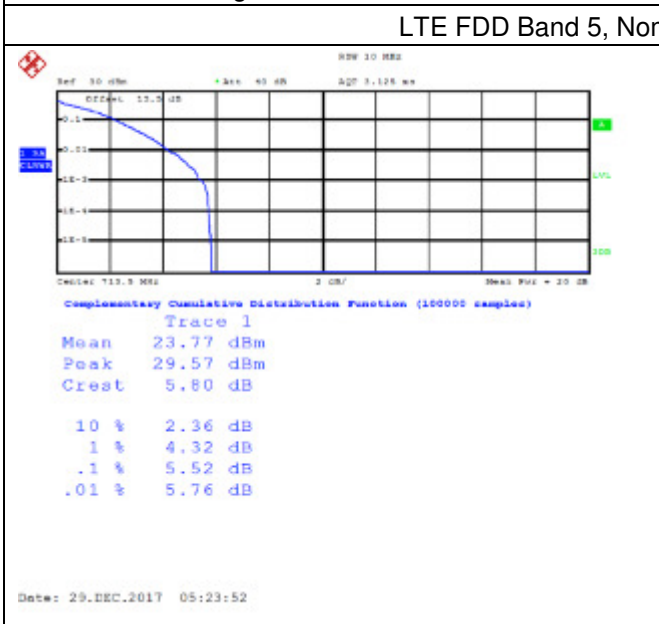 LTE FDD Band 5, Nor
RBW 10 MHz
Ref 30 dBm
* Att 40 dB
AQT 3.125 ms
Offset 13.5 dB
0.1
0.01
1E-3
1E-4
1E-5
A
1 SA
CLRWR
LVL
3DB
Center 713.5 MHz
2 dB/
Mean Pwr + 20 dB
Complementary Cumulative Distribution Function (100000 samples)
Trace 1
Mean 23.77 dBm
Peak 29.57 dBm
Crest 5.80 dB
10 % 2.36 dB
1 % 4.32 dB
.1 % 5.52 dB
.01 % 5.76 dB
Date: 29.DEC.2017 05:23:52